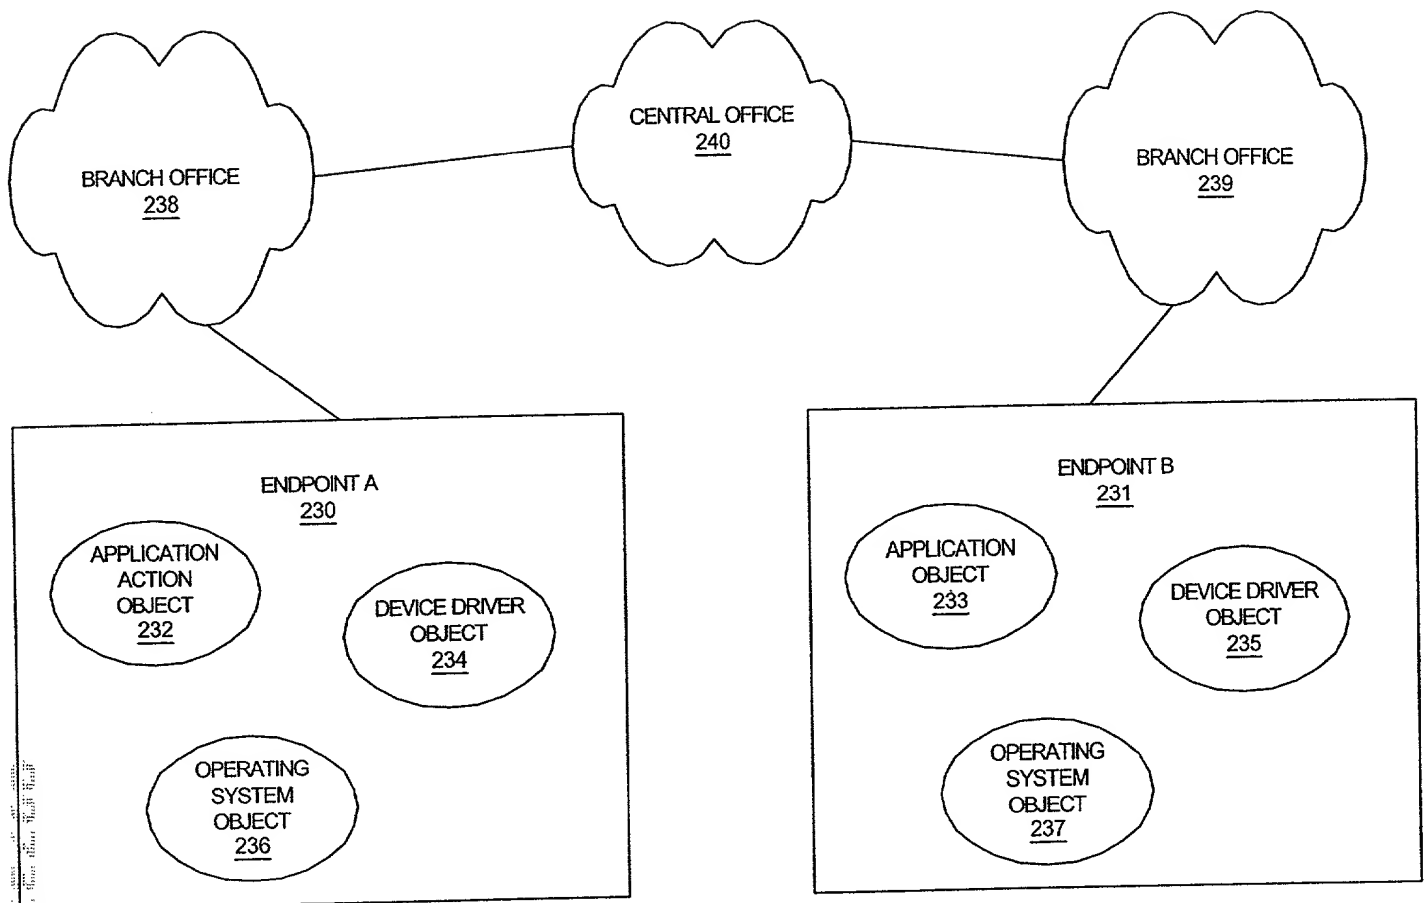 BRANCH OFFICE
238
CENTRAL OFFICE
240
BRANCH OFFICE
239
ENDPOINT A
230
APPLICATION
ACTION
OBJECT
232
DEVICE DRIVER
OBJECT
234
OPERATING
SYSTEM
OBJECT
236
ENDPOINT B
231
APPLICATION
OBJECT
233
DEVICE DRIVER
OBJECT
235
OPERATING
SYSTEM
OBJECT
237